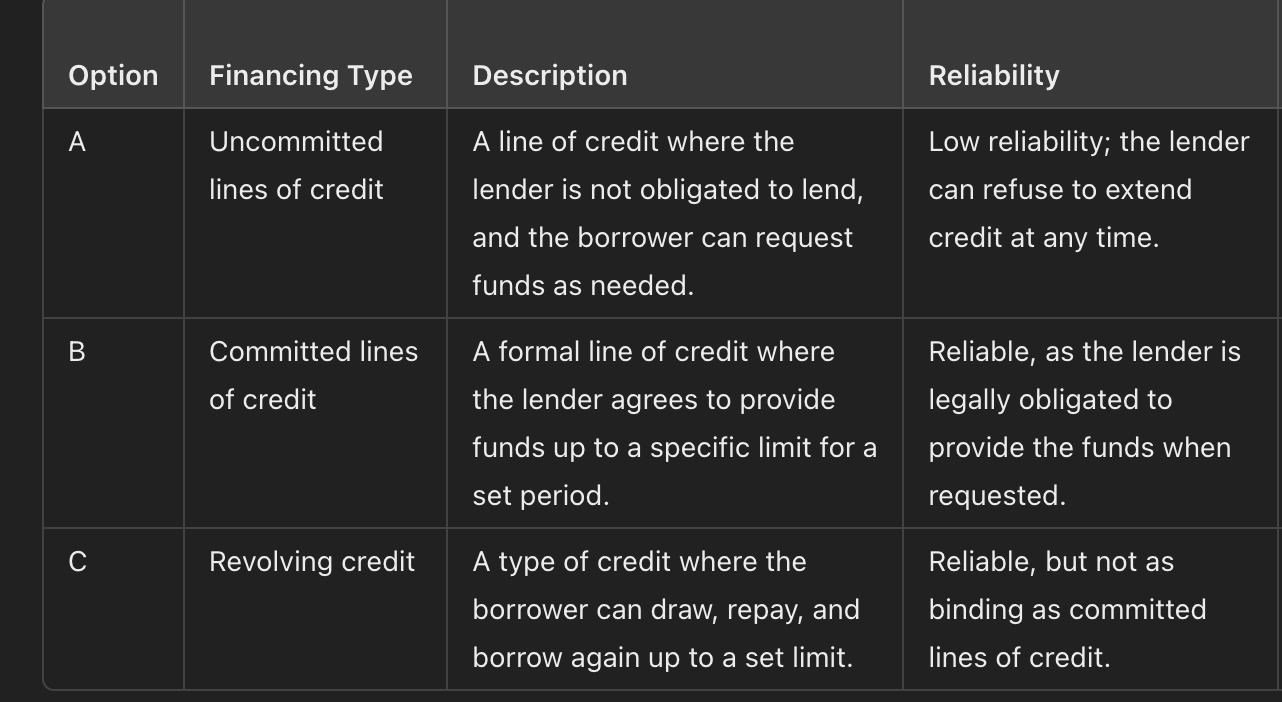 Option
Financing Type
Description
Reliability
A
Uncommitted
lines of credit
A line of credit where the
lender is not obligated to lend,
and the borrower can request
funds as needed.
Low reliability; the lender
can refuse to extend
credit at any time.
B
Committed lines
of credit
A formal line of credit where
the lender agrees to provide
funds up to a specific limit for a
set period.
Reliable, as the lender is
legally obligated to
provide the funds when
requested.
C
Revolving credit
A type of credit where the
borrower can draw, repay, and
borrow again up to a set limit.
Reliable, but not as
binding as committed
lines of credit.